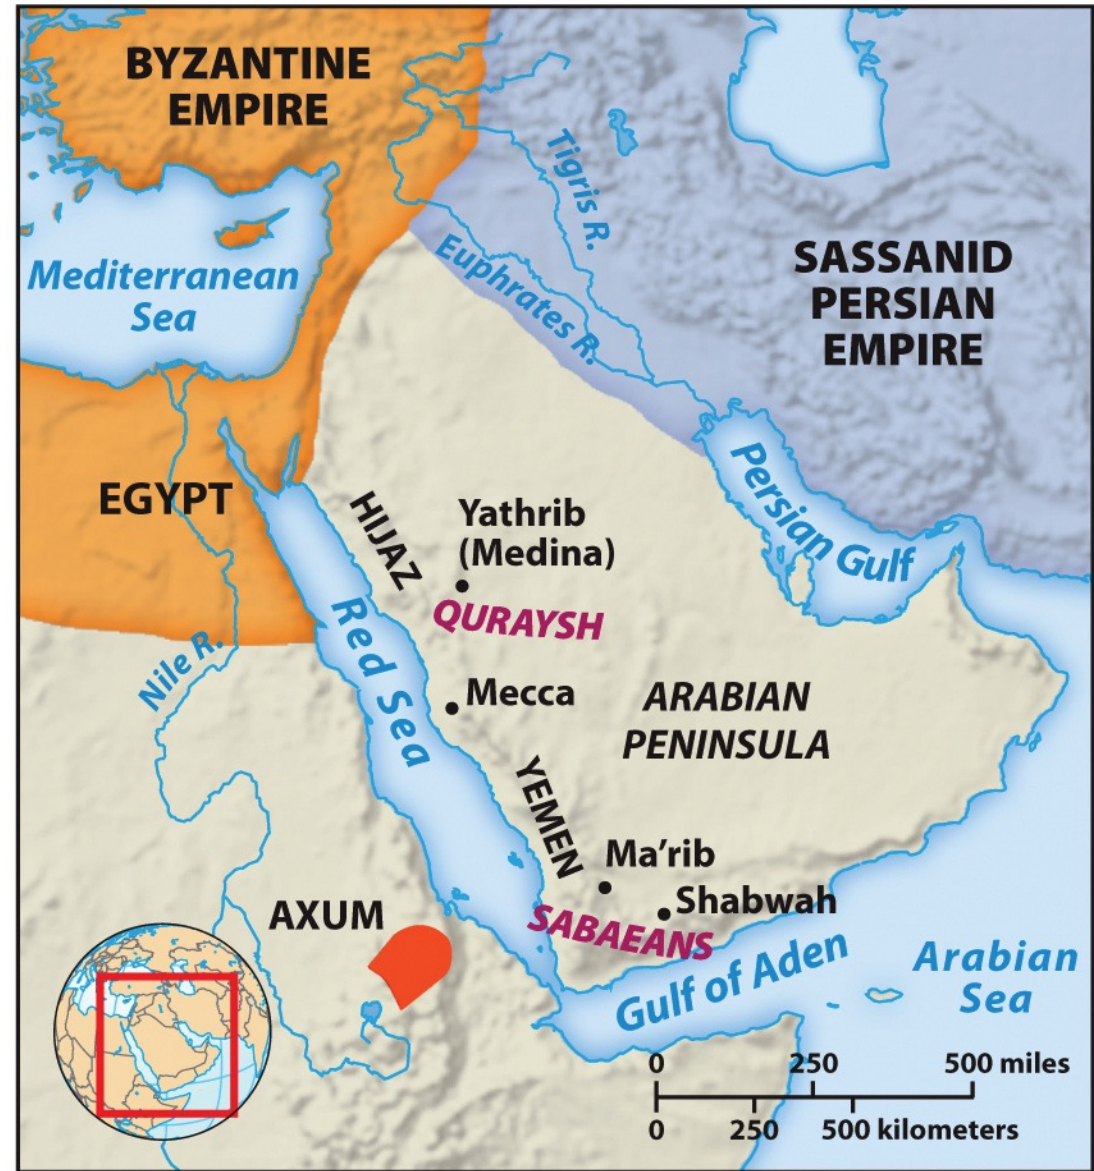 BYZANTINE
EMPIRE
Tigris R.
Mediterranean
Sea
Euphrates R.
SASSANID
PERSIAN
EMPIRE
EGYPT
HIJAZ
Yathrib
(Medina)
Persian Gulf
QURAYSH
Red Sea
Nile R.
Mecca
ARABIAN
PENINSULA
YEMEN
Ma’rib
Shabwah
AXUM
SABAEANS
Gulf of Aden
Arabian
Sea
0 250 500 miles
0 250 500 kilometers